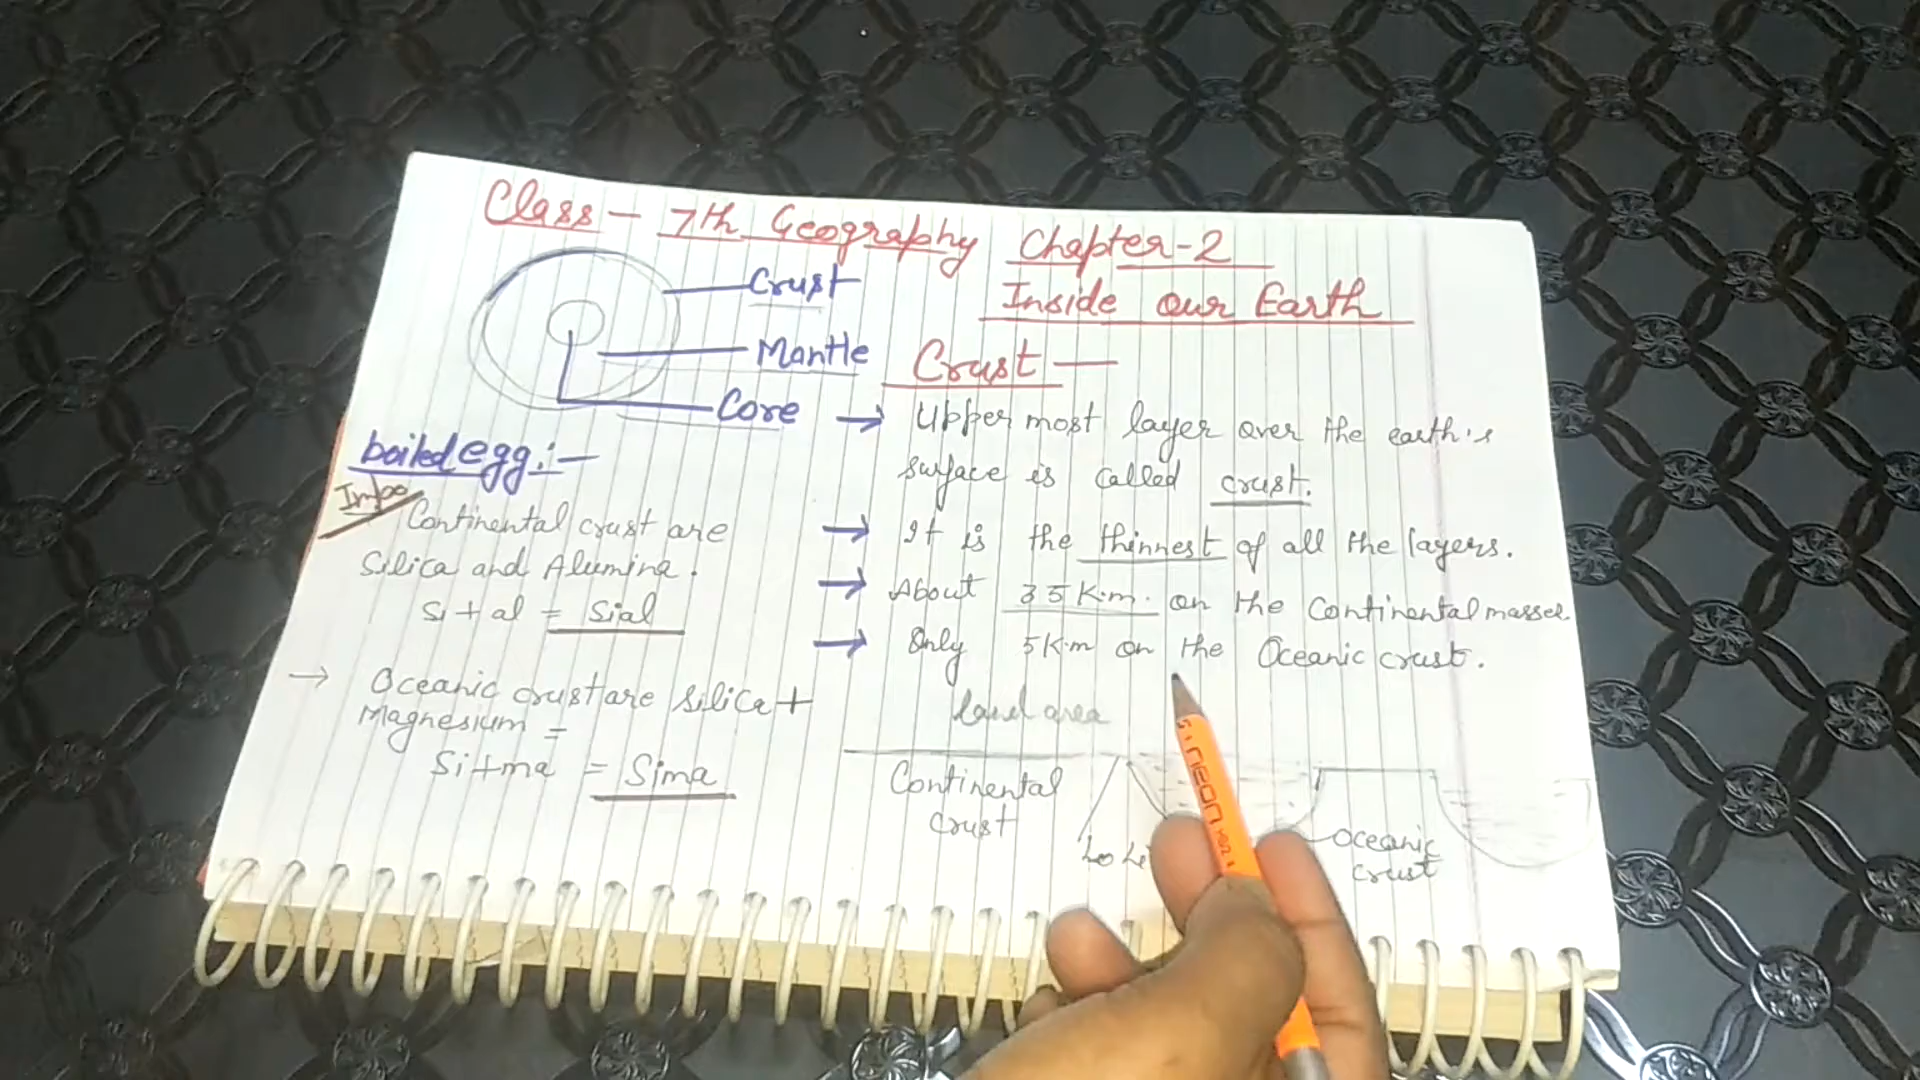 Class - 7th Geography Chapter-2
Inside our Earth
Crust
Mantle
Core
boiled egg :-
Impo
Continental crust are
Silica and Alumina.
Si + al = Sial
→ Oceanic crust are silica +
Magnesium =
Si+ma = Sima
Crust —
→ Upper most layer over the earth's
surface is called crust.
→ It is the thinnest of all the layers.
→ About 35 K.m. on the Continental masses.
→ Only 5 K.m on the Oceanic crust.
land area
Continental
crust
Oceanic
crust
neon